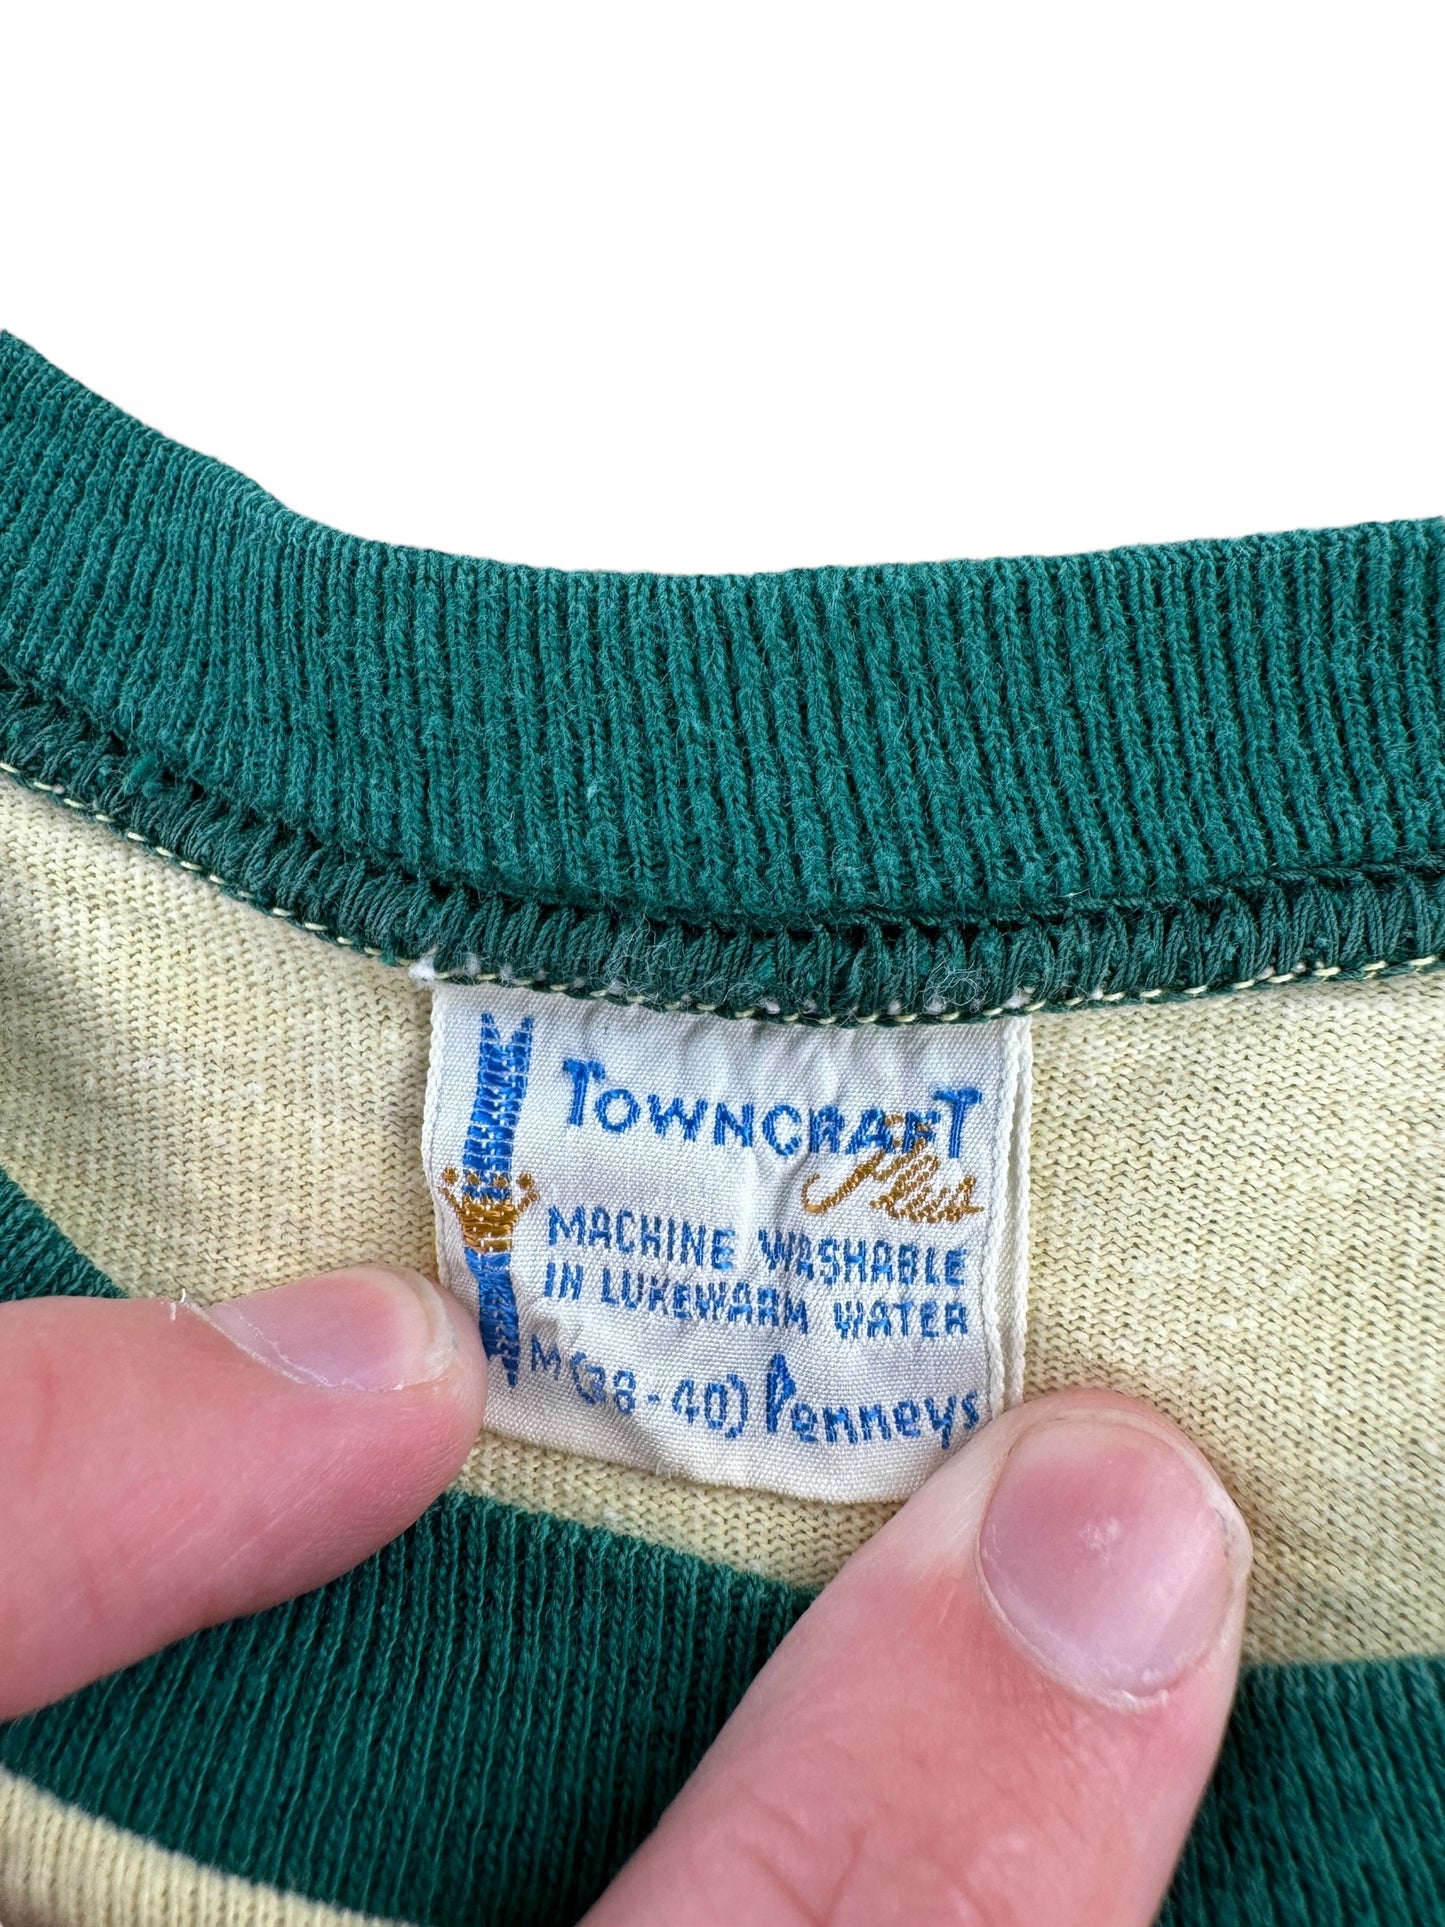 TOWNCRAFT
Plus
MACHINE WASHABLE
IN LUKEWARM WATER
M (38-40) Penneys